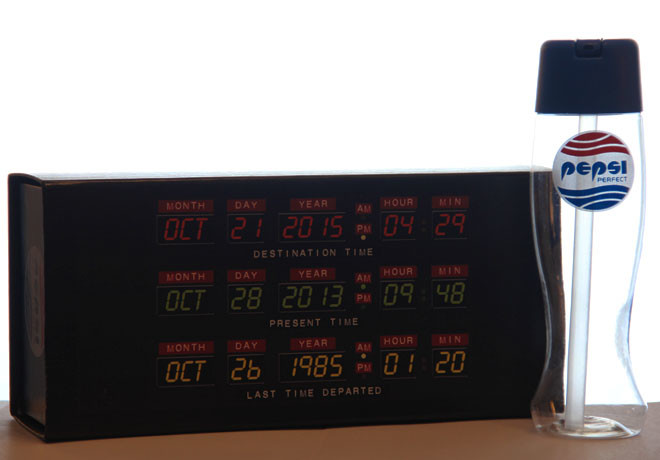 MONTH DAY YEAR AM HOUR MIN
OCT 21 2015 PM 04 : 29
DESTINATION TIME
MONTH DAY YEAR AM HOUR MIN
OCT 28 2013 PM 09 : 48
PRESENT TIME
MONTH DAY YEAR AM HOUR MIN
OCT 26 1985 PM 01 : 20
LAST TIME DEPARTED
PEPSI
PERFECT